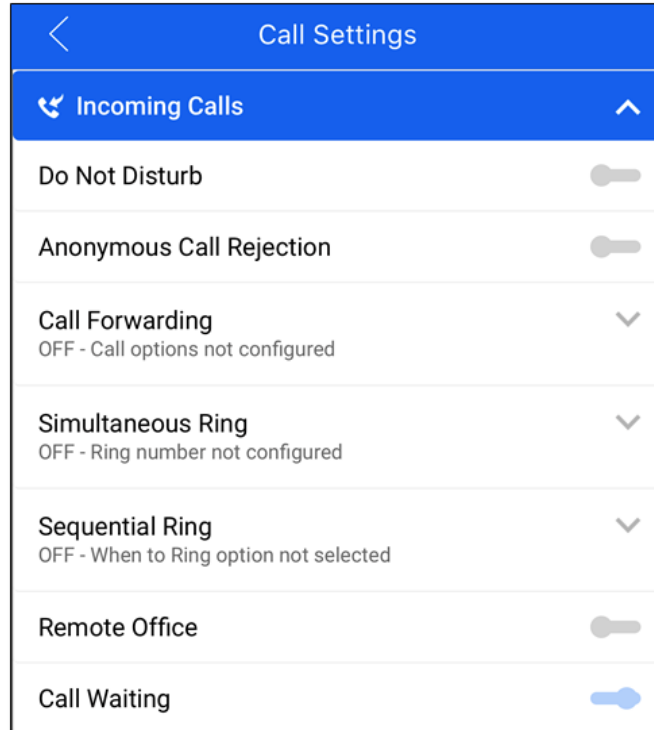 Call Settings
Incoming Calls
Do Not Disturb
Anonymous Call Rejection
Call Forwarding
OFF - Call options not configured
Simultaneous Ring
OFF - Ring number not configured
Sequential Ring
OFF - When to Ring option not selected
Remote Office
Call Waiting